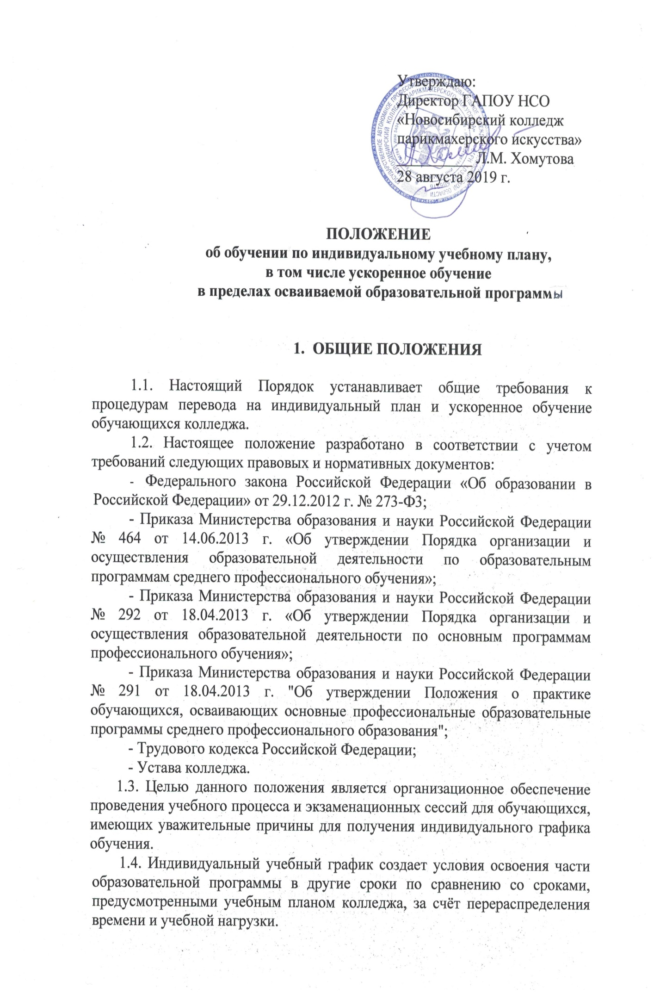 Утверждаю:
Директор ГАПОУ НСО
«Новосибирский колледж
парикмахерского искусства»
__________ Л.М. Хомутова
28 августа 2019 г.
ПОЛОЖЕНИЕ
об обучении по индивидуальному учебному плану,
в том числе ускоренное обучение
в пределах осваиваемой образовательной программы
1. ОБЩИЕ ПОЛОЖЕНИЯ
1.1. Настоящий Порядок устанавливает общие требования к
процедурам перевода на индивидуальный план и ускоренное обучение
обучающихся колледжа.
1.2. Настоящее положение разработано в соответствии с учетом
требований следующих правовых и нормативных документов:
- Федерального закона Российской Федерации «Об образовании в
Российской Федерации» от 29.12.2012 г. № 273-ФЗ;
- Приказа Министерства образования и науки Российской Федерации
№ 464 от 14.06.2013 г. «Об утверждении Порядка организации и
осуществления образовательной деятельности по образовательным
программам среднего профессионального обучения»;
- Приказа Министерства образования и науки Российской Федерации
№ 292 от 18.04.2013 г. «Об утверждении Порядка организации и
осуществления образовательной деятельности по основным программам
профессионального обучения»;
- Приказа Министерства образования и науки Российской Федерации
№ 291 от 18.04.2013 г. "Об утверждении Положения о практике
обучающихся, осваивающих основные профессиональные образовательные
программы среднего профессионального образования";
- Трудового кодекса Российской Федерации;
- Устава колледжа.
1.3. Целью данного положения является организационное обеспечение
проведения учебного процесса и экзаменационных сессий для обучающихся,
имеющих уважительные причины для получения индивидуального графика
обучения.
1.4. Индивидуальный учебный график создает условия освоения части
образовательной программы в другие сроки по сравнению со сроками,
предусмотренными учебным планом колледжа, за счёт перераспределения
времени и учебной нагрузки.